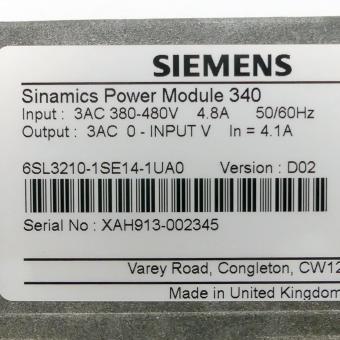 SIEMENS
Sinamics Power Module 340
Input : 3AC 380-480V 4.8A 50/60Hz
Output : 3AC 0 - INPUT V In = 4.1A
6SL3210-1SE14-1UA0 Version : D02
Serial No : XAH913-002345
Varey Road, Congleton, CW12
Made in United Kingdom